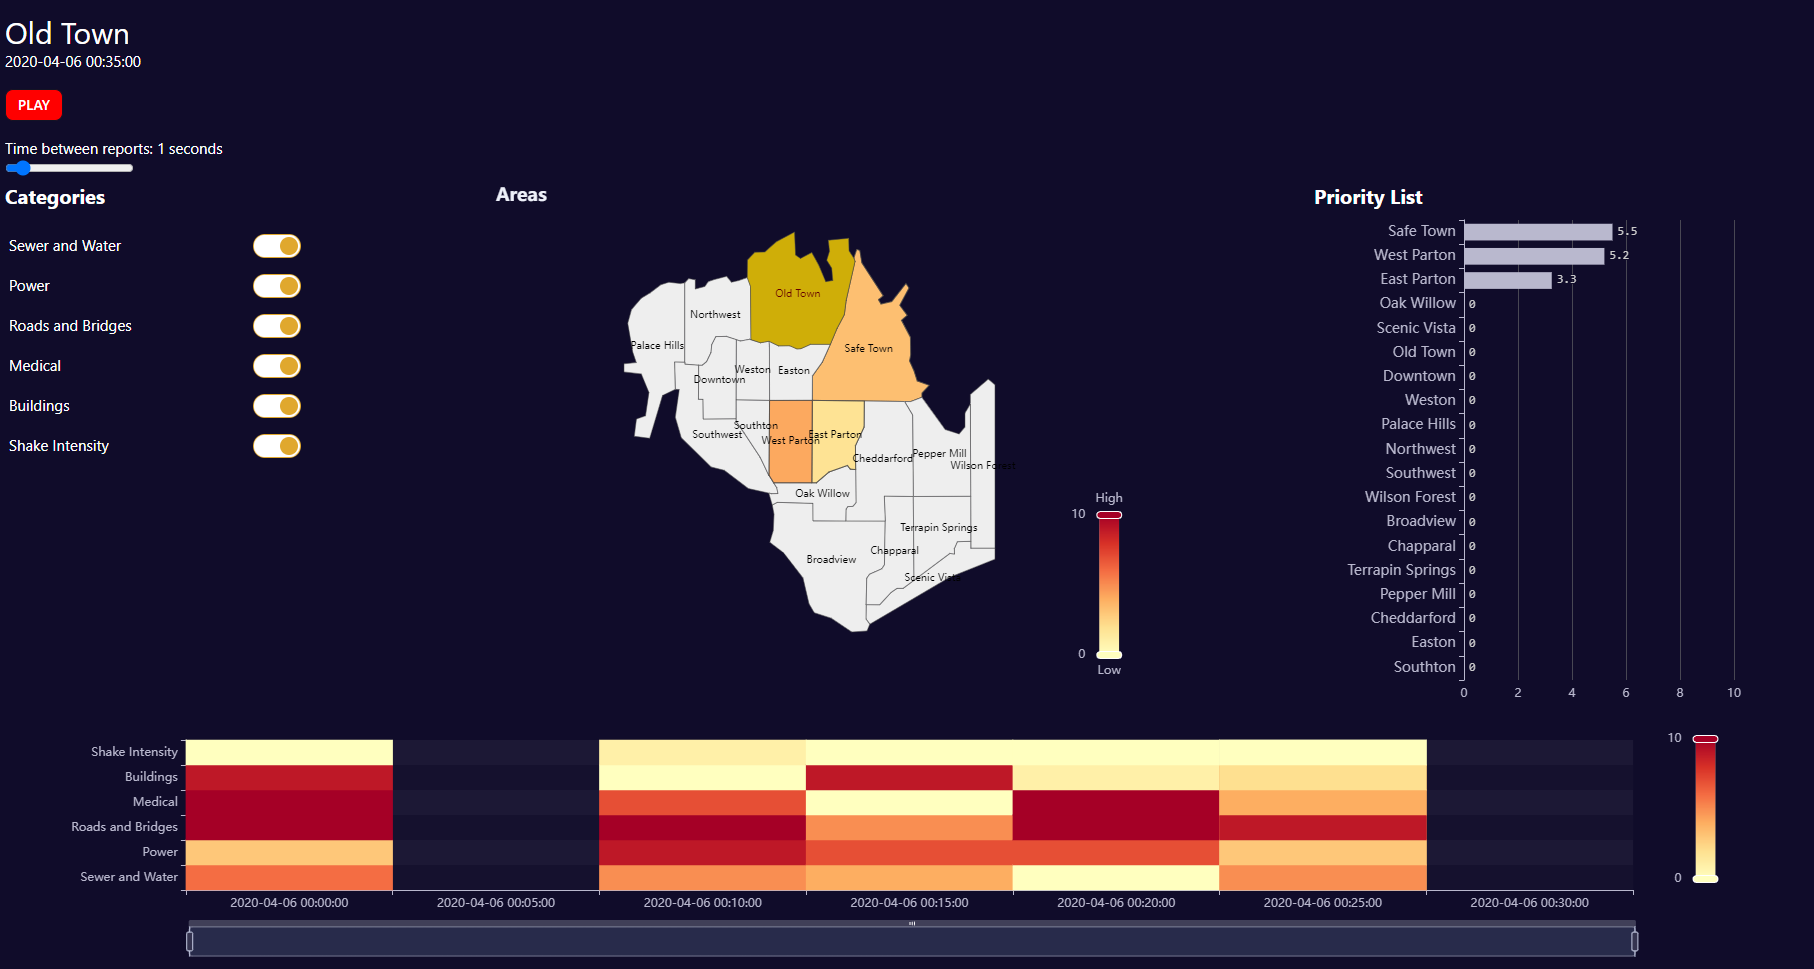 Old Town
2020-04-06 00:35:00
PLAY
Time between reports: 1 seconds
Categories
Sewer and Water
Power
Roads and Bridges
Medical
Buildings
Shake Intensity
Areas
Old Town
Northwest
Palace Hills
Safe Town
Weston
Easton
Downtown
Southton
Southwest
West Parton
East Parton
Cheddarford
Pepper Mill
Wilson Forest
Oak Willow
Terrapin Springs
Chapparal
Broadview
Scenic Vista
High
10
0
Low
Priority List
Safe Town 5.5
West Parton 5.2
East Parton 3.3
Oak Willow 0
Scenic Vista 0
Old Town 0
Downtown 0
Weston 0
Palace Hills 0
Northwest 0
Southwest 0
Wilson Forest 0
Broadview 0
Chapparal 0
Terrapin Springs 0
Pepper Mill 0
Cheddarford 0
Easton 0
Southton 0
0 2 4 6 8 10
Shake Intensity
Buildings
Medical
Roads and Bridges
Power
Sewer and Water
2020-04-06 00:00:00 2020-04-06 00:05:00 2020-04-06 00:10:00 2020-04-06 00:15:00 2020-04-06 00:20:00 2020-04-06 00:25:00 2020-04-06 00:30:00
10
0